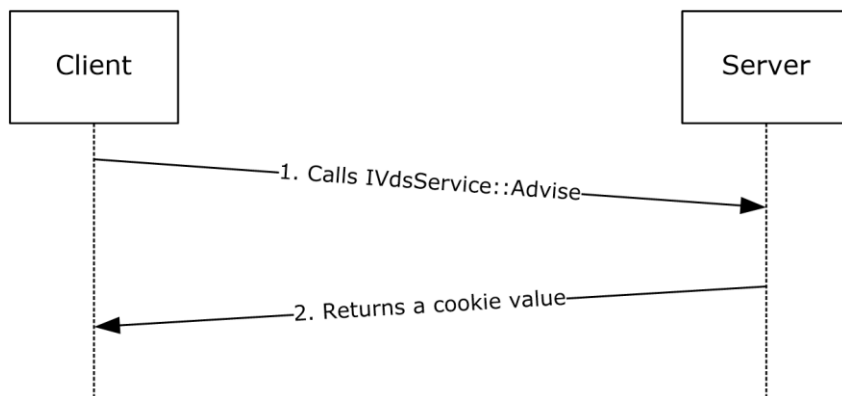 Client
Server
1. Calls IVdsService::Advise
2. Returns a cookie value